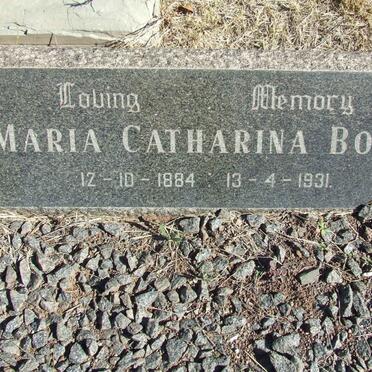 Loving Memory
MARIA CATHARINA BO
12-10-1884 13-4-1931.